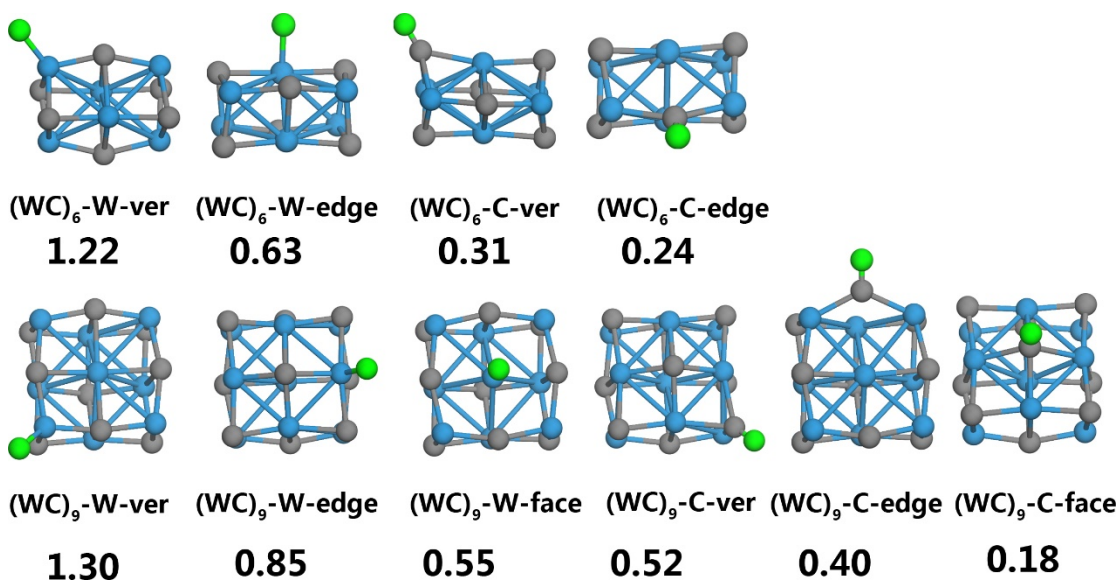 (WC)₆-W-ver (WC)₆-W-edge (WC)₆-C-ver (WC)₆-C-edge
1.22 0.63 0.31 0.24
(WC)₉-W-ver (WC)₉-W-edge (WC)₉-W-face (WC)₉-C-ver (WC)₉-C-edge (WC)₉-C-face
1.30 0.85 0.55 0.52 0.40 0.18